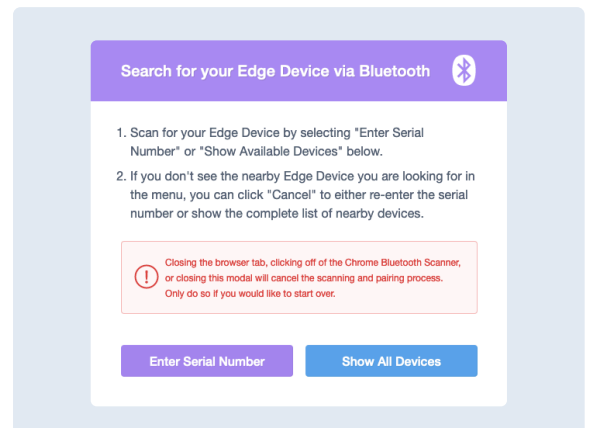 Search for your Edge Device via Bluetooth
1. Scan for your Edge Device by selecting "Enter Serial
Number" or "Show Available Devices" below.
2. If you don't see the nearby Edge Device you are looking for in
the menu, you can click "Cancel" to either re-enter the serial
number or show the complete list of nearby devices.
Closing the browser tab, clicking off of the Chrome Bluetooth Scanner,
or closing this modal will cancel the scanning and pairing process.
Only do so if you would like to start over.
Enter Serial Number
Show All Devices